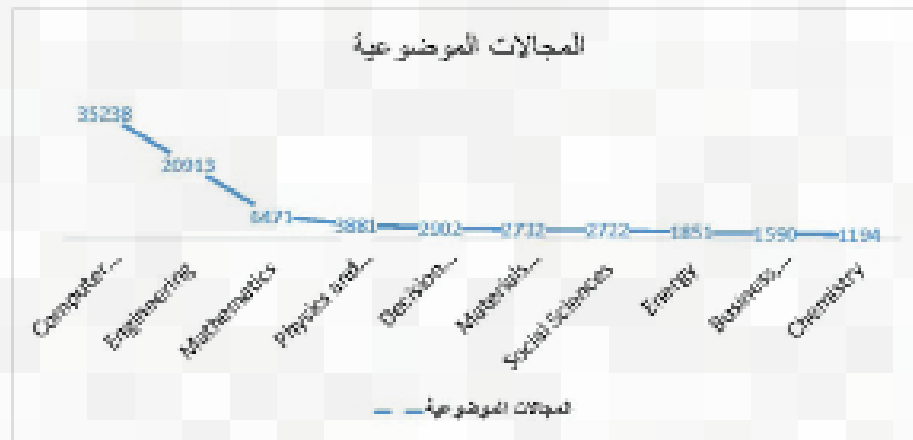 المجالات الموضوعية
35238
20913
6471
3881
2732
2722
1851
1590
1194
Computer...
Engineering
Mathematics
Physics and...
Decision...
Materials...
Social Sciences
Energy
Business,...
Chemistry
المجالات الموضوعية